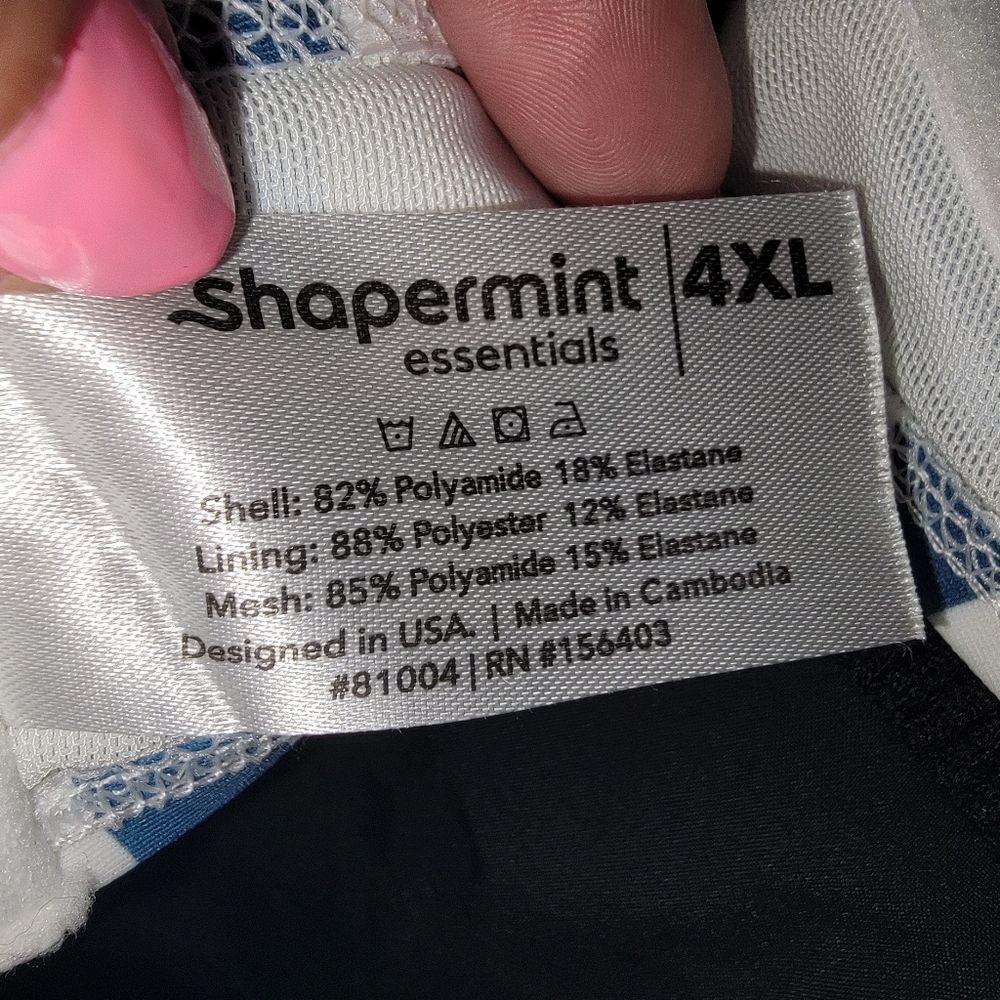 Shapermint | 4XL
essentials
Shell: 82% Polyamide 18% Elastane
Lining: 88% Polyester 12% Elastane
Mesh: 85% Polyamide 15% Elastane
Designed in USA. | Made in Cambodia
#81004 | RN #156403